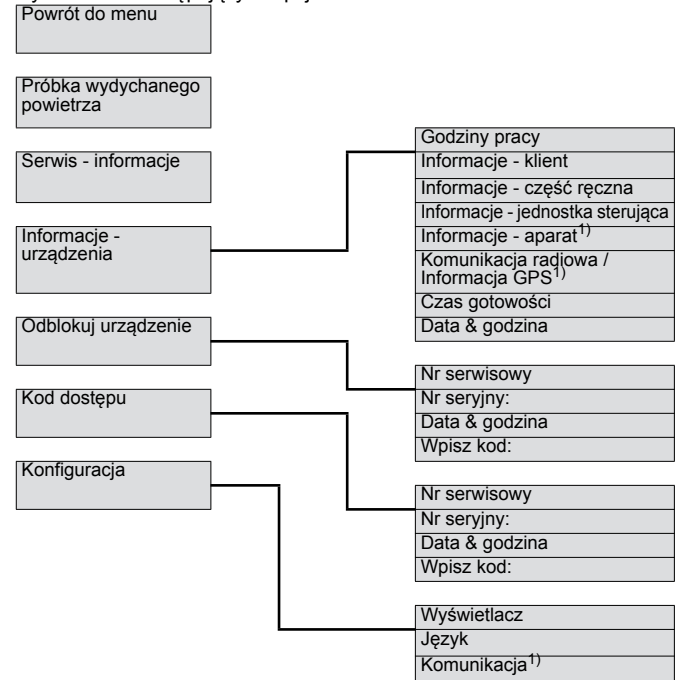 Powrót do menu
Próbka wydychanego
powietrza
Serwis - informacje
Informacje -
urządzenia
Odblokuj urządzenie
Kod dostępu
Konfiguracja
Godziny pracy
Informacje - klient
Informacje - część ręczna
Informacje - jednostka sterująca
Informacje - aparat1)
Komunikacja radiowa /
Informacja GPS1)
Czas gotowości
Data & godzina
Nr serwisowy
Nr seryjny:
Data & godzina
Wpisz kod:
Nr serwisowy
Nr seryjny:
Data & godzina
Wpisz kod:
Wyświetlacz
Język
Komunikacja1)